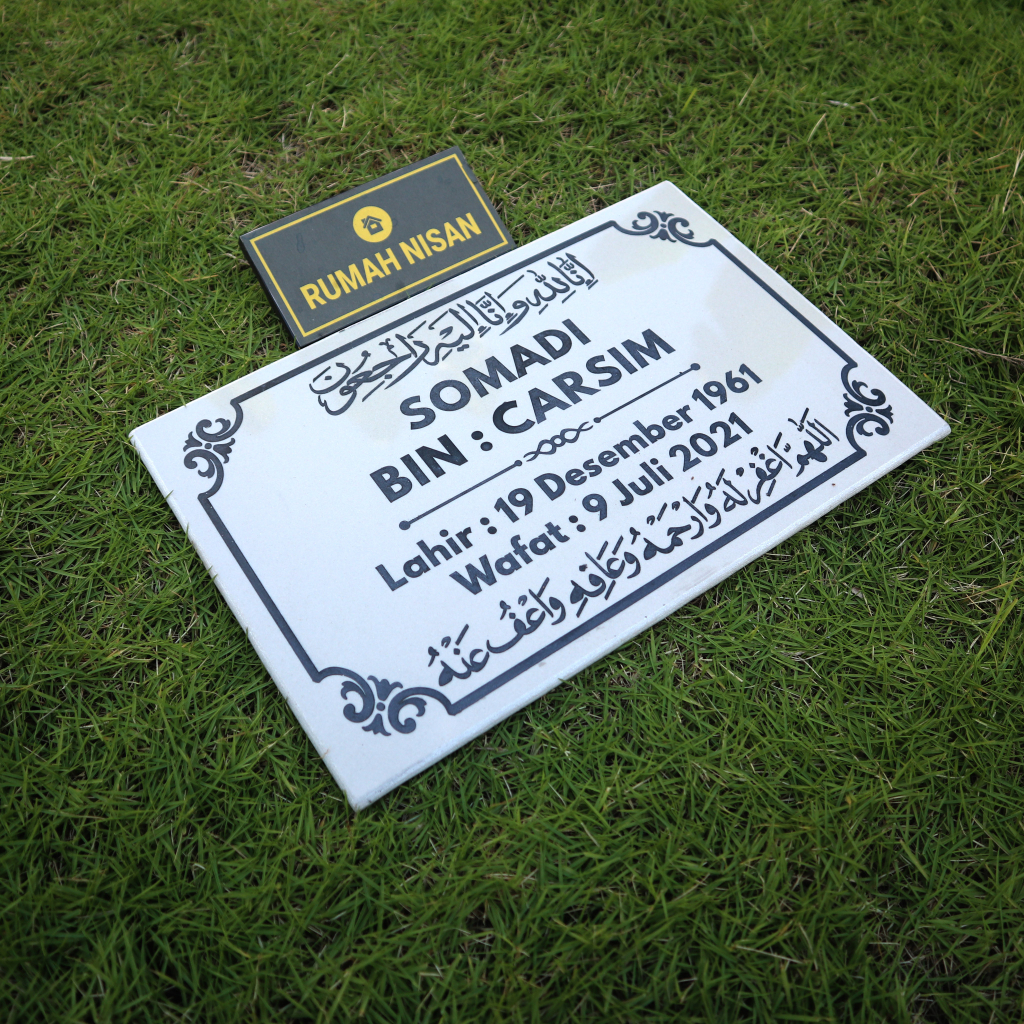 RUMAH NISAN
إِنَّا لِلّٰهِ وَإِنَّا إِلَيْهِ رَاجِعُوْنَ
SOMADI
BIN : CARSIM
Lahir : 19 Desember 1961
Wafat : 9 Juli 2021
اَللّٰهُمَّ اغْفِرْ لَهُ وَارْحَمْهُ وَعَافِهِ وَاعْفُ عَنْهُ